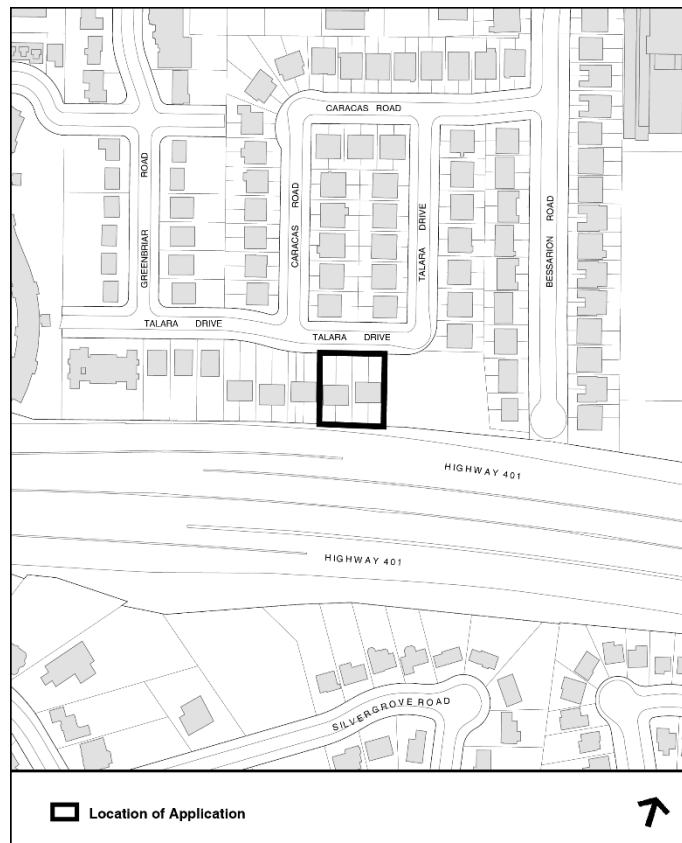 CARACAS ROAD
GREENBRIAR ROAD
CARACAS ROAD
TALARA DRIVE
BESSARION ROAD
TALARA DRIVE
TALARA DRIVE
HIGHWAY 401
HIGHWAY 401
SILVERGROVE ROAD
Location of Application